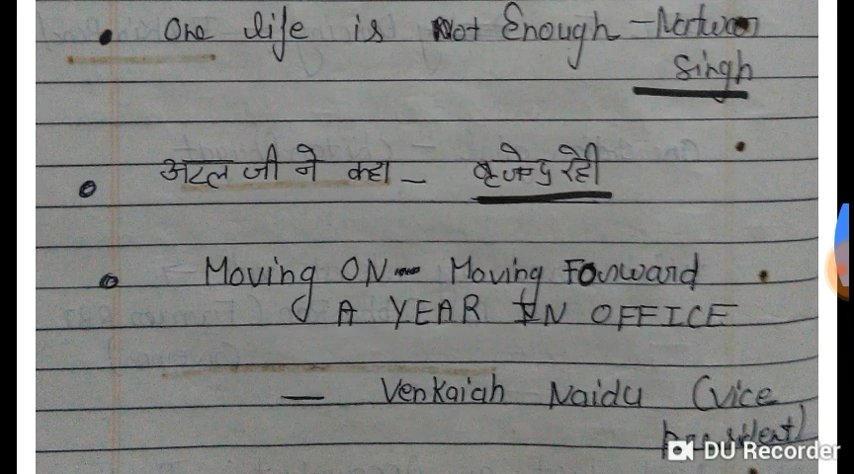 • One life is Not Enough - Natwar
Singh
• अटल जी ने कहा - बृजेन्द्र रेही
• Moving ON - Moving Forward
A YEAR IN OFFICE
- Venkaiah Naidu (Vice
President)
DU Recorder